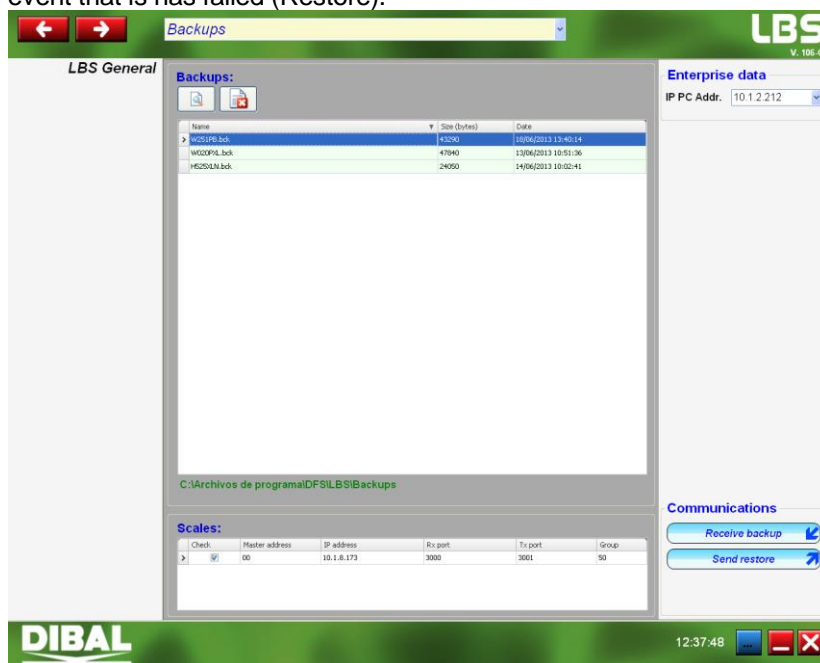 event that is has failed (Restore).
Backups
LBS
V. 106.
LBS General
Backups:
Enterprise data
IP PC Addr. 10.1.2.212
Name Size (bytes) Date
W251PB.bck 43290 18/06/2013 13:40:14
W020PXL.bck 47840 13/06/2013 10:51:36
H525XLN.bck 24050 14/06/2013 10:02:41
C:\Archivos de programa\DFS\LBS\Backups
Communications
Receive backup
Send restore
Scales:
Check Master address IP address Rx port Tx port Group
00 10.1.8.173 3000 3001 50
DIBAL
12:37:48
...